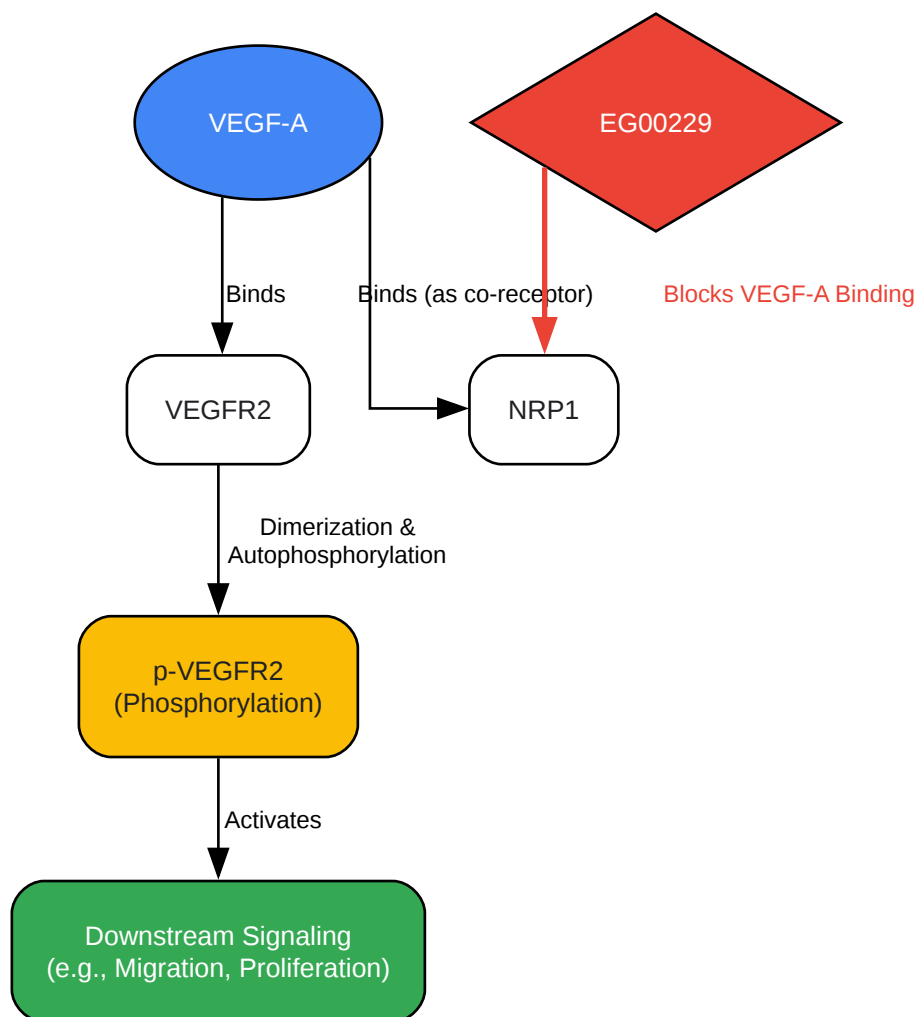 VEGF-A
EG00229
Binds
Binds (as co-receptor)
Blocks VEGF-A Binding
VEGFR2
NRP1
Dimerization &
Autophosphorylation
p-VEGFR2
(Phosphorylation)
Activates
Downstream Signaling
(e.g., Migration, Proliferation)